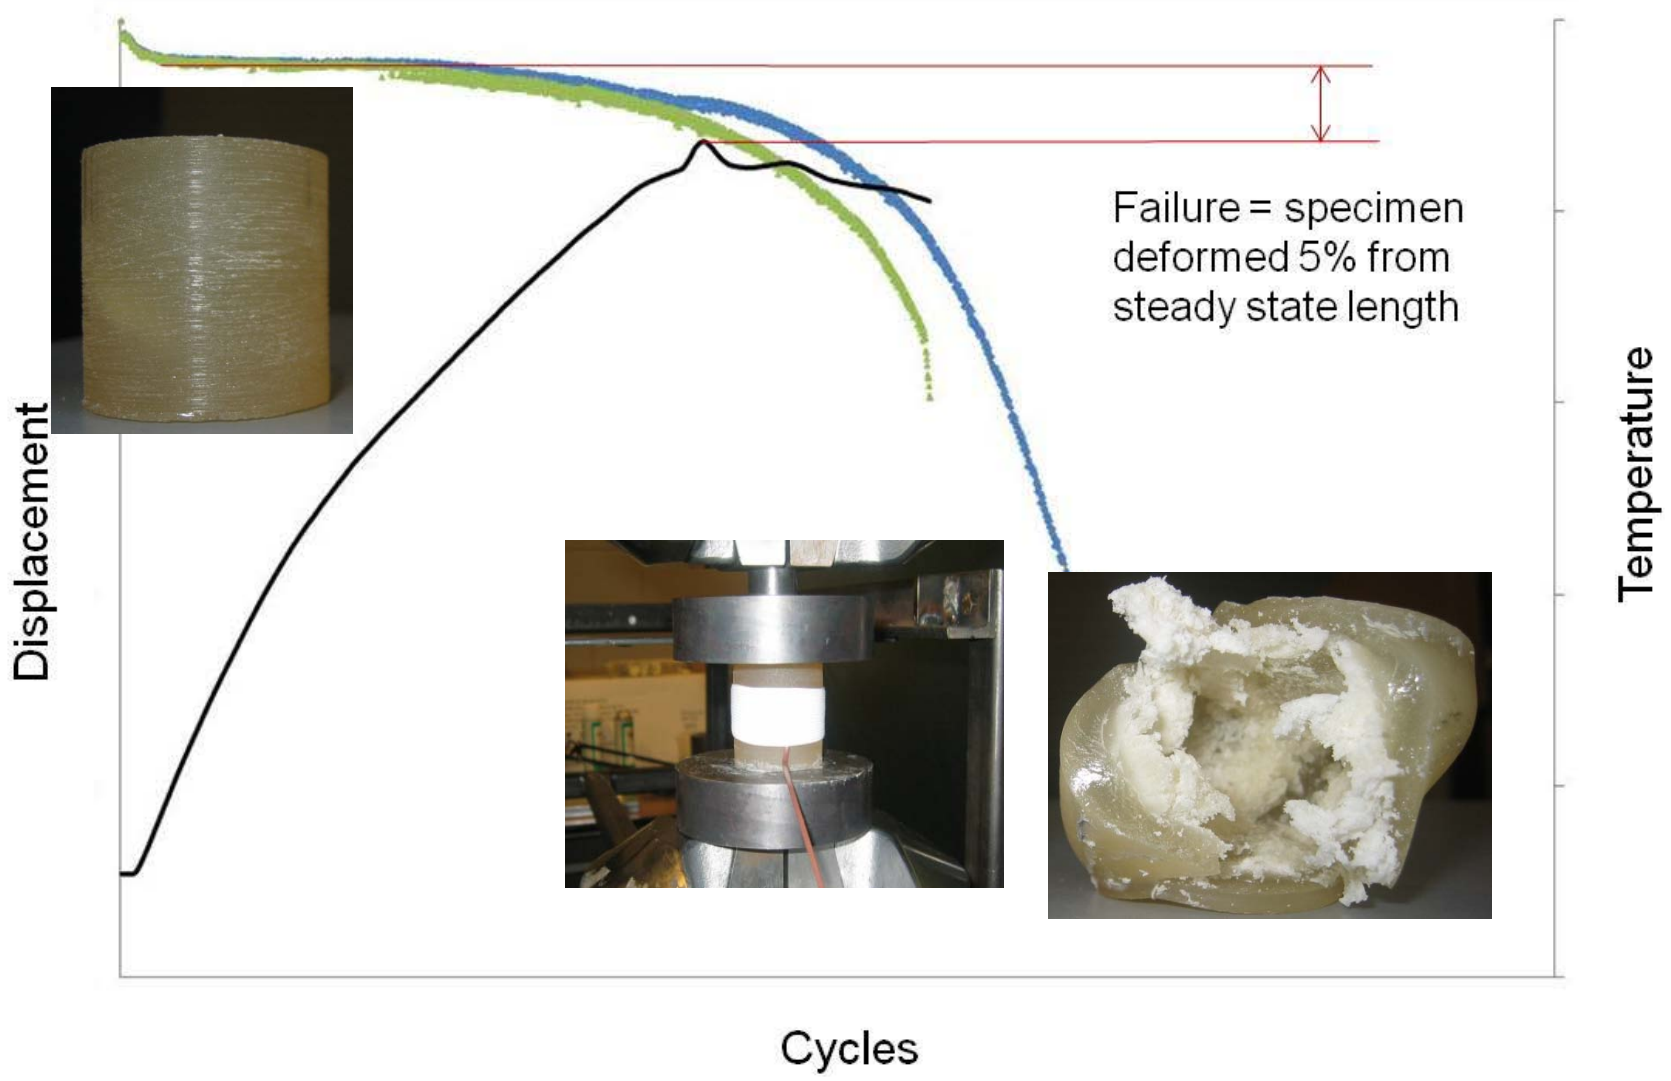 Failure = specimen
deformed 5% from
steady state length
Displacement
Temperature
Cycles